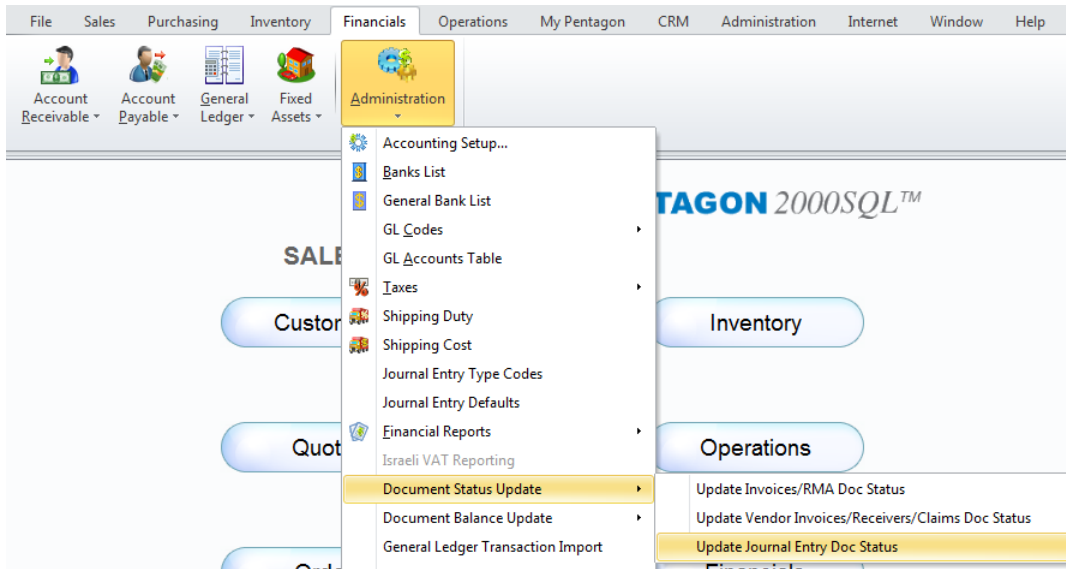 File Sales Purchasing Inventory Financials Operations My Pentagon CRM Administration Internet Window Help
Account Receivable
Account Payable
General Ledger
Fixed Assets
Administration
Accounting Setup...
Banks List
General Bank List
TAGON 2000SQL™
GL Codes
SALE
GL Accounts Table
Taxes
Custor
Shipping Duty
Inventory
Shipping Cost
Journal Entry Type Codes
Journal Entry Defaults
Quot
Financial Reports
Operations
Israeli VAT Reporting
Document Status Update
Update Invoices/RMA Doc Status
Document Balance Update
Update Vendor Invoices/Receivers/Claims Doc Status
General Ledger Transaction Import
Update Journal Entry Doc Status